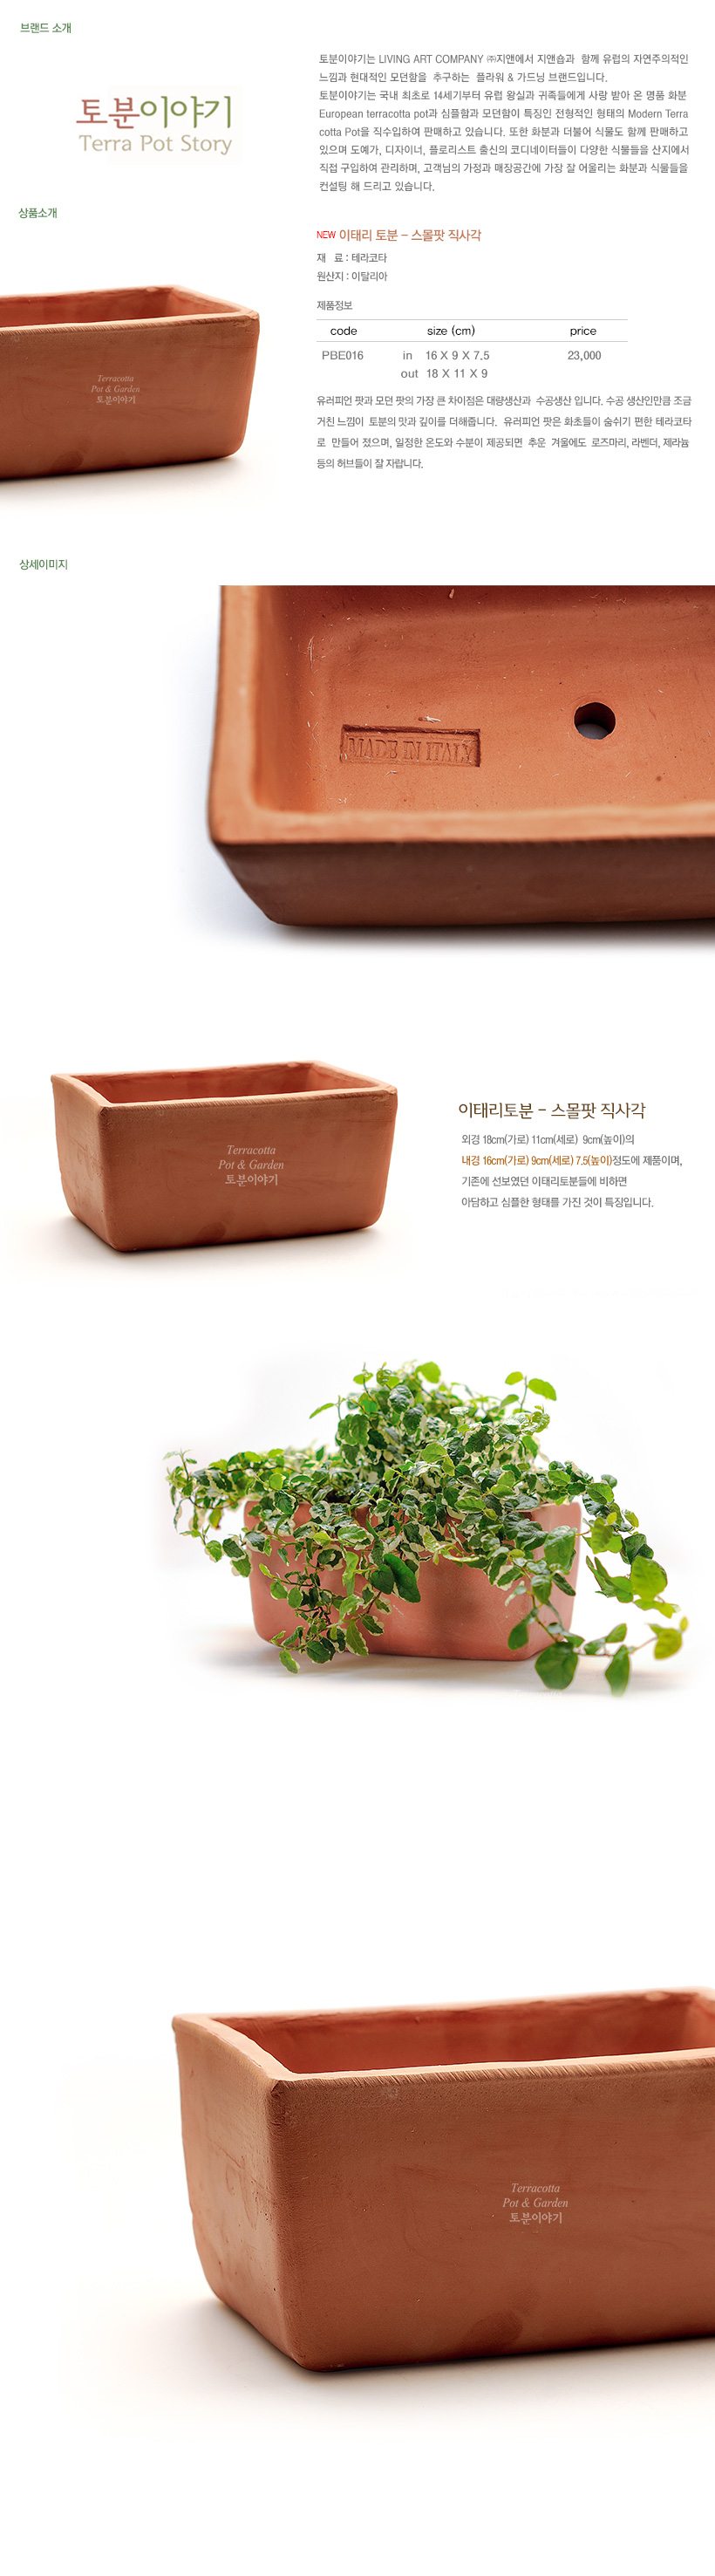 브랜드 소개
토분이야기는 LIVING ART COMPANY ㈜지앤에서 지앤숍과 함께 유럽의 자연주의적인
느낌과 현대적인 모던함을 추구하는 플라워 & 가드닝 브랜드입니다.
토분이야기는 국내 최초로 14세기부터 유럽 왕실과 귀족들에게 사랑 받아 온 명품 화분
European terracotta pot과 심플함과 모던함이 특징인 전형적인 형태의 Modern Terra
cotta Pot을 직수입하여 판매하고 있습니다. 또한 화분과 더불어 식물도 함께 판매하고
있으며 도예가, 디자이너, 플로리스트 출신의 코디네이터들이 다양한 식물들을 산지에서
직접 구입하여 관리하며, 고객님의 가정과 매장공간에 가장 잘 어울리는 화분과 식물들을
컨설팅 해 드리고 있습니다.
토분이야기
Terra Pot Story
상품소개
NEW 이태리 토분 - 스몰팟 직사각
재 료 : 테라코타
원산지 : 이탈리아
제품정보
code size (cm) price
PBE016 in 16 X 9 X 7.5 23,000
out 18 X 11 X 9
유러피언 팟과 모던 팟의 가장 큰 차이점은 대량생산과 수공생산 입니다. 수공 생산인만큼 조금
거친 느낌이 토분의 맛과 깊이를 더해줍니다. 유러피언 팟은 화초들이 숨쉬기 편한 테라코타
로 만들어 졌으며, 일정한 온도와 수분이 제공되면 추운 겨울에도 로즈마리, 라벤더, 제라늄
등의 허브들이 잘 자랍니다.
Terracotta
Pot & Garden
토분이야기
상세이미지
MADE IN ITALY
이태리토분 - 스몰팟 직사각
외경 18cm(가로) 11cm(세로) 9cm(높이)의
내경 16cm(가로) 9cm(세로) 7.5(높이)정도에 제품이며,
기존에 선보였던 이태리토분들에 비하면
아담하고 심플한 형태를 가진 것이 특징입니다.
Terracotta
Pot & Garden
토분이야기
Terracotta
Pot & Garden
토분이야기